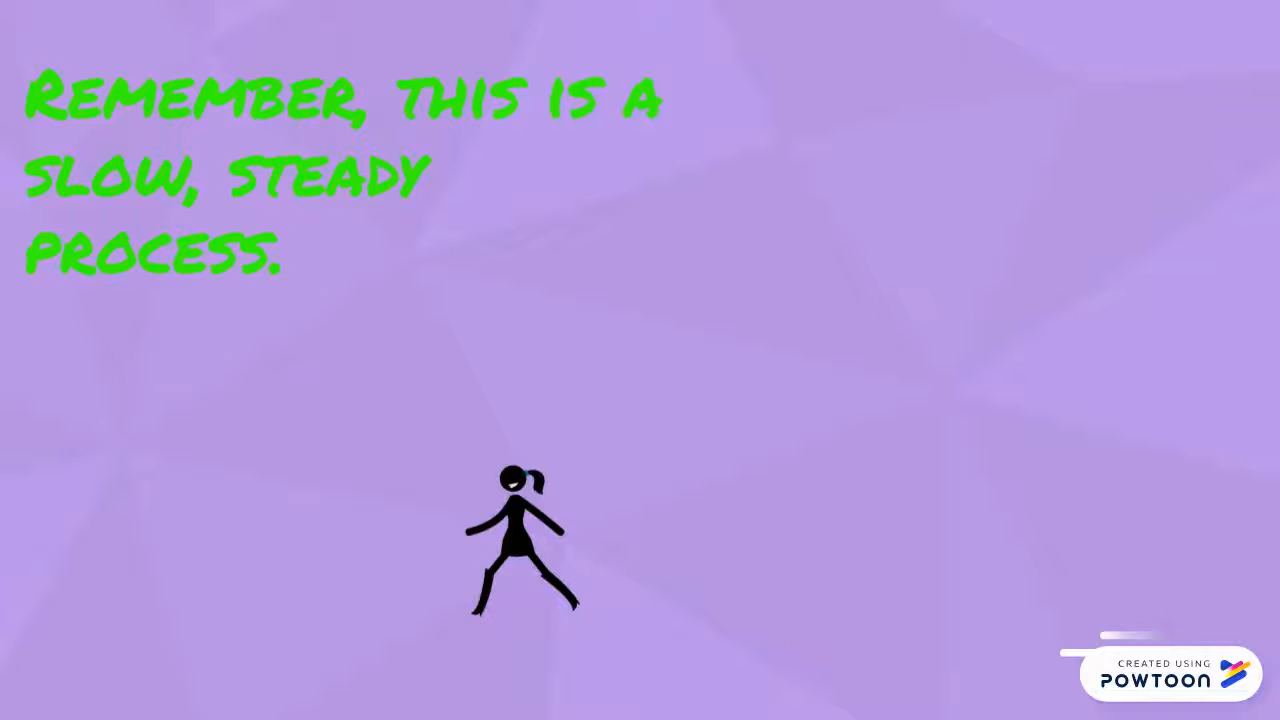 Remember, this is a
slow, steady
process.
CREATED USING
POWTOON